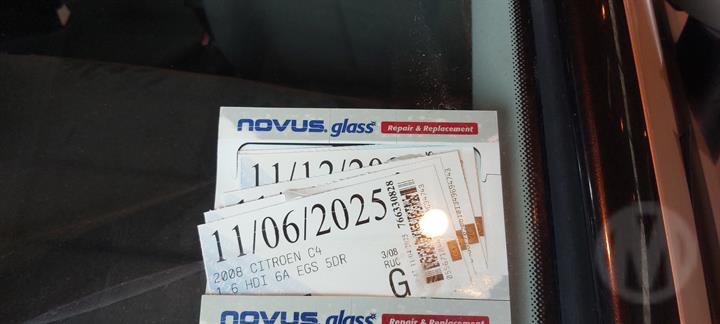 novus. glass Repair & Replacement
11/12/20
11/06/2025
796330828
2008 CITROEN C4
1.6 HDI 6A EGS 5DR
3/08
RUC
G
novus. glass Repair & Replacement